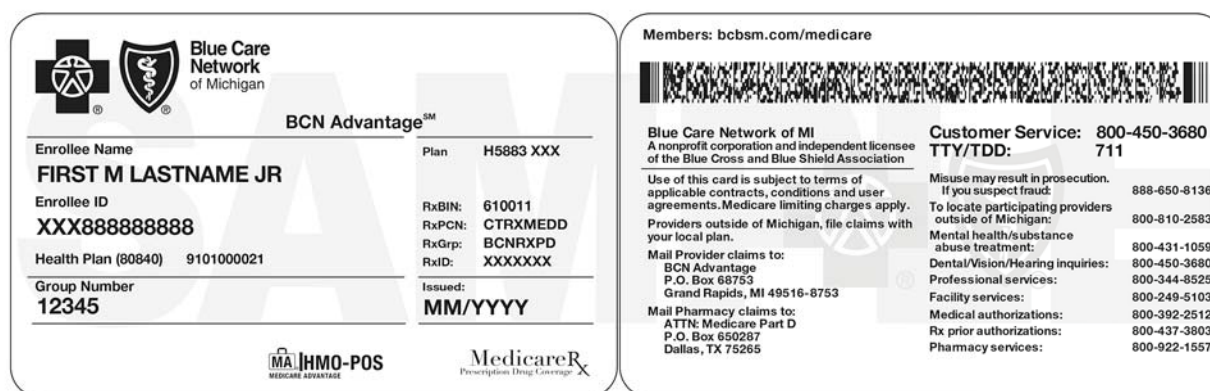 Blue Care
Network
of Michigan
BCN Advantage℠
Enrollee Name
FIRST M LASTNAME JR
Enrollee ID
XXX888888888
Health Plan (80840) 9101000021
Group Number
12345
Plan H5883 XXX
RxBIN: 610011
RxPCN: CTRXMEDD
RxGrp: BCNRXPD
RxID: XXXXXXX
Issued:
MM/YYYY
MA HMO-POS
MEDICARE ADVANTAGE
MedicareRx
Prescription Drug Coverage
Members: bcbsm.com/medicare
Blue Care Network of MI
A nonprofit corporation and independent licensee
of the Blue Cross and Blue Shield Association
Use of this card is subject to terms of
applicable contracts, conditions and user
agreements.Medicare limiting charges apply.
Providers outside of Michigan, file claims with
your local plan.
Mail Provider claims to:
BCN Advantage
P.O. Box 68753
Grand Rapids, MI 49516-8753
Mail Pharmacy claims to:
ATTN: Medicare Part D
P.O. Box 650287
Dallas, TX 75265
Customer Service: 800-450-3680
TTY/TDD: 711
Misuse may result in prosecution.
If you suspect fraud: 888-650-8136
To locate participating providers
outside of Michigan: 800-810-2583
Mental health/substance
abuse treatment: 800-431-1059
Dental/Vision/Hearing inquiries: 800-450-3680
Professional services: 800-344-8525
Facility services: 800-249-5103
Medical authorizations: 800-392-2512
Rx prior authorizations: 800-437-3803
Pharmacy services: 800-922-1557